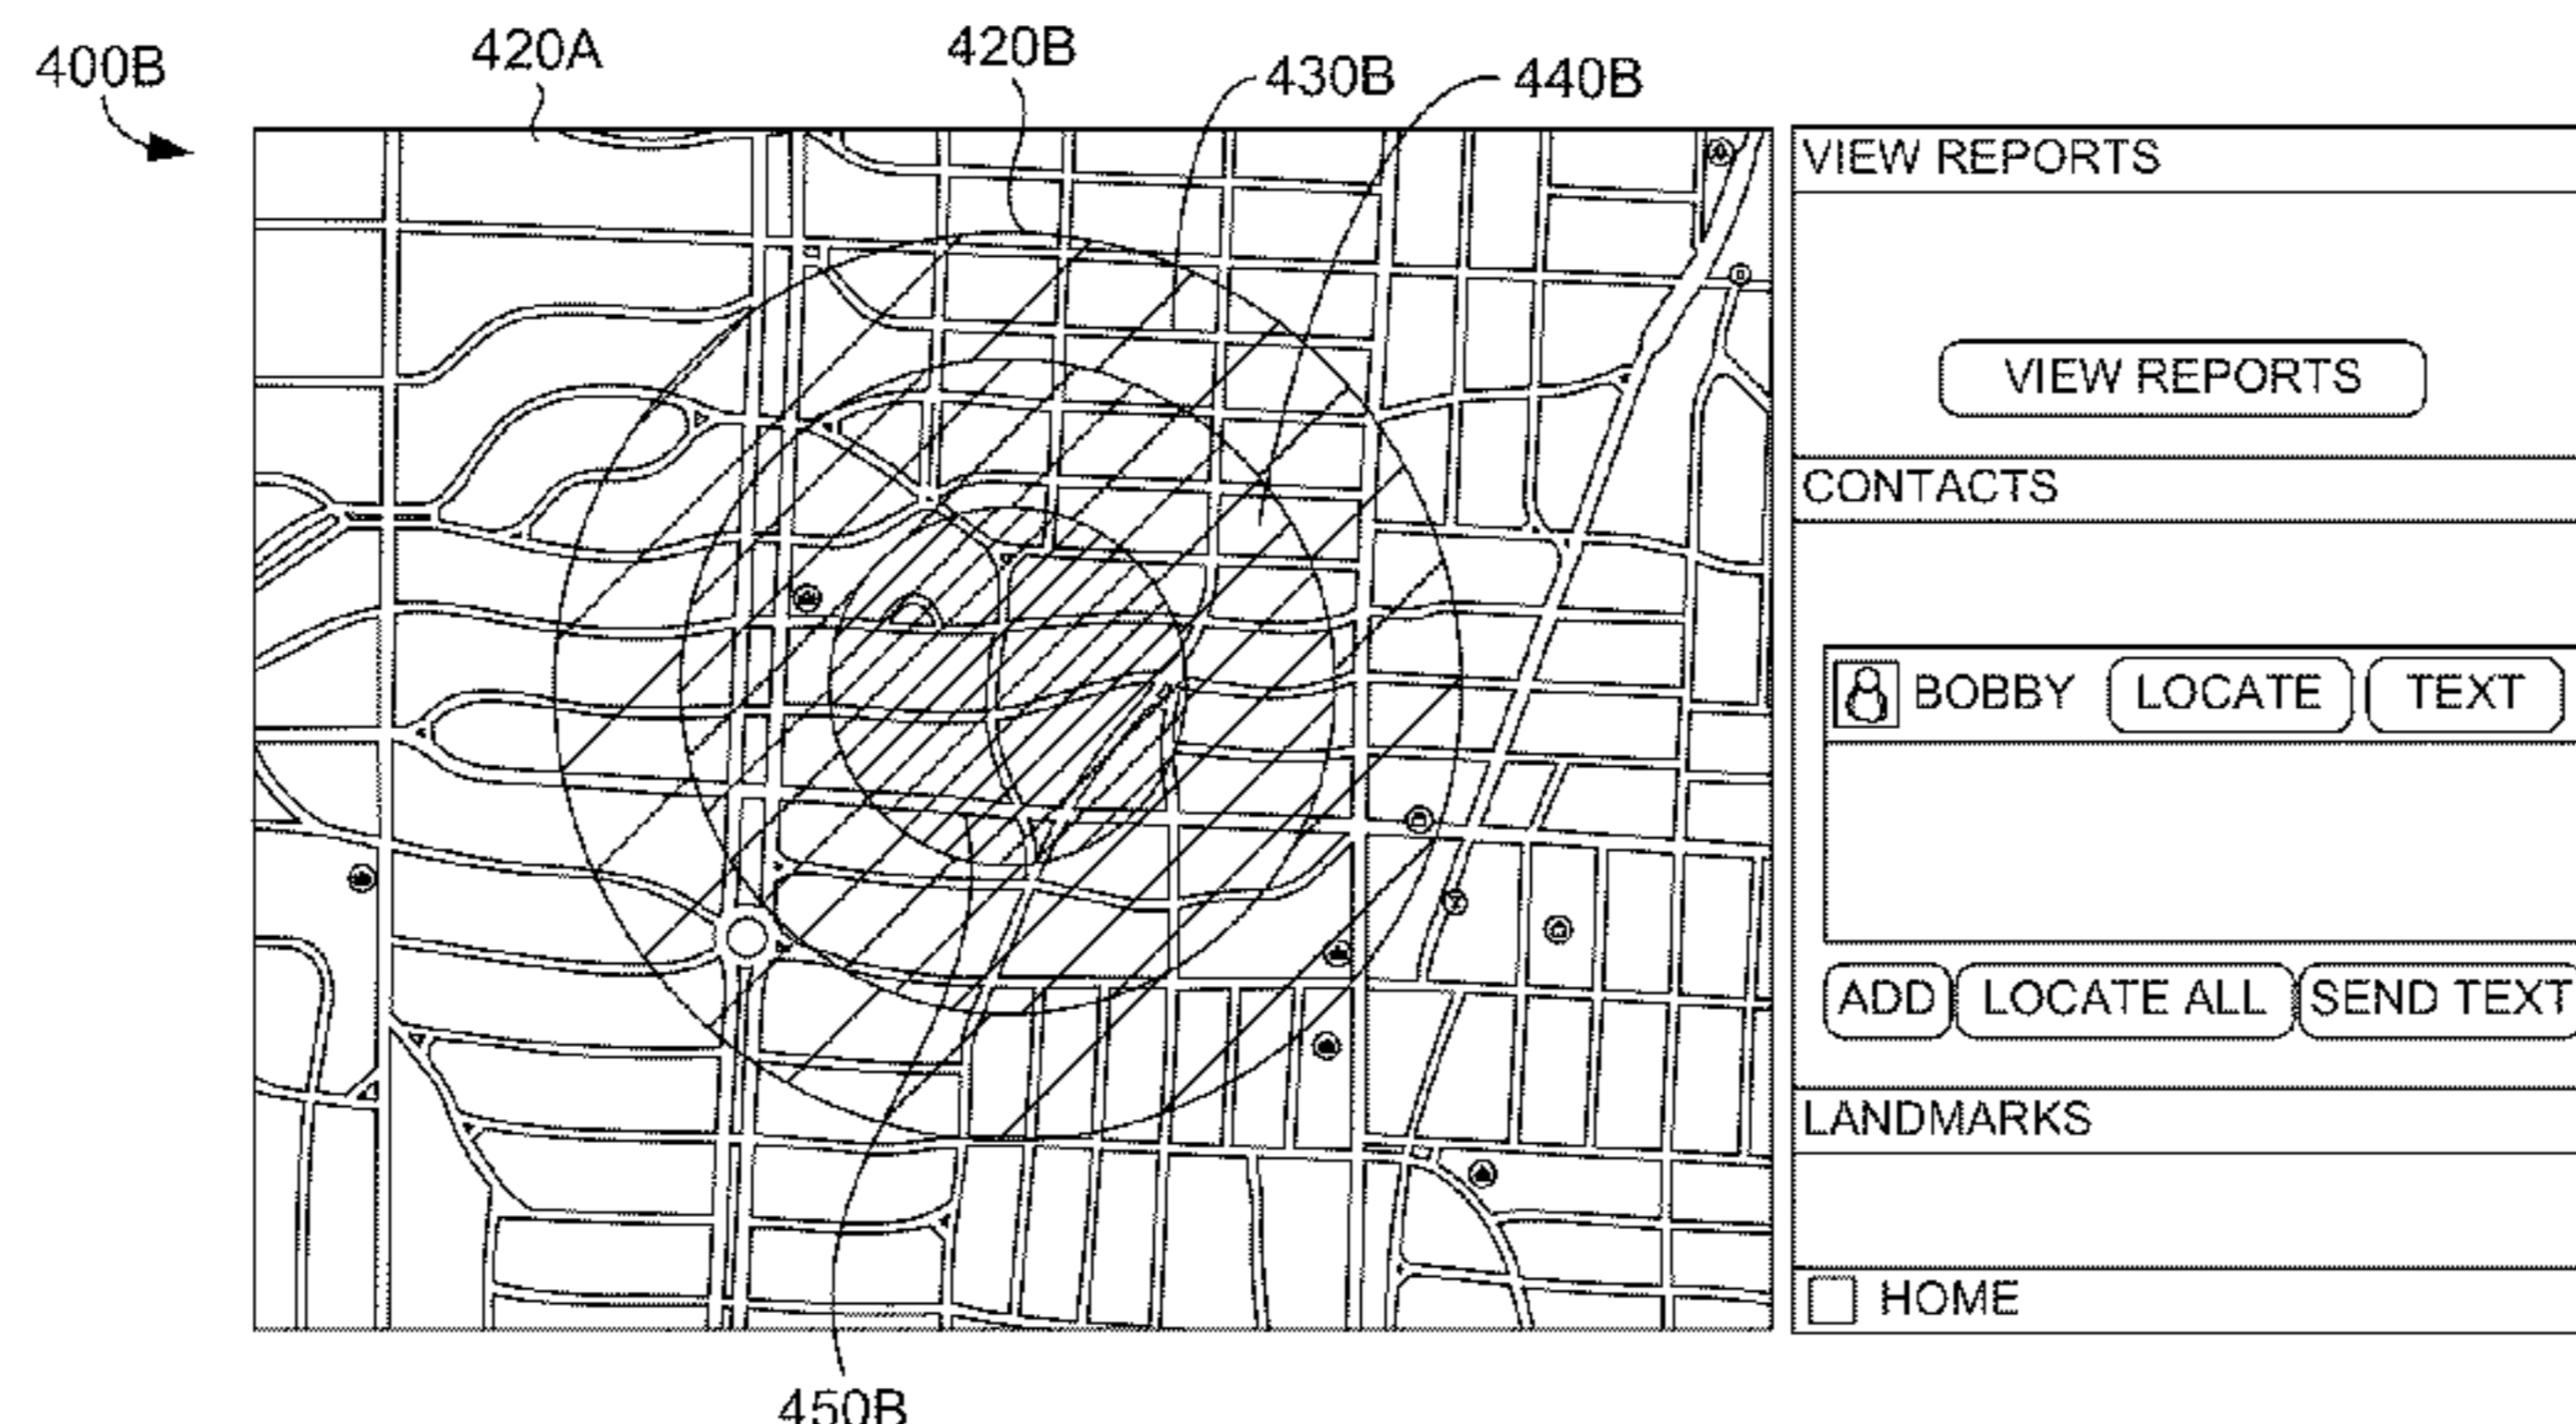 400B
420A
420B
430B
440B
VIEW REPORTS
VIEW REPORTS
CONTACTS
BOBBY LOCATE TEXT
ADD LOCATE ALL SEND TEXT
LANDMARKS
HOME
450B